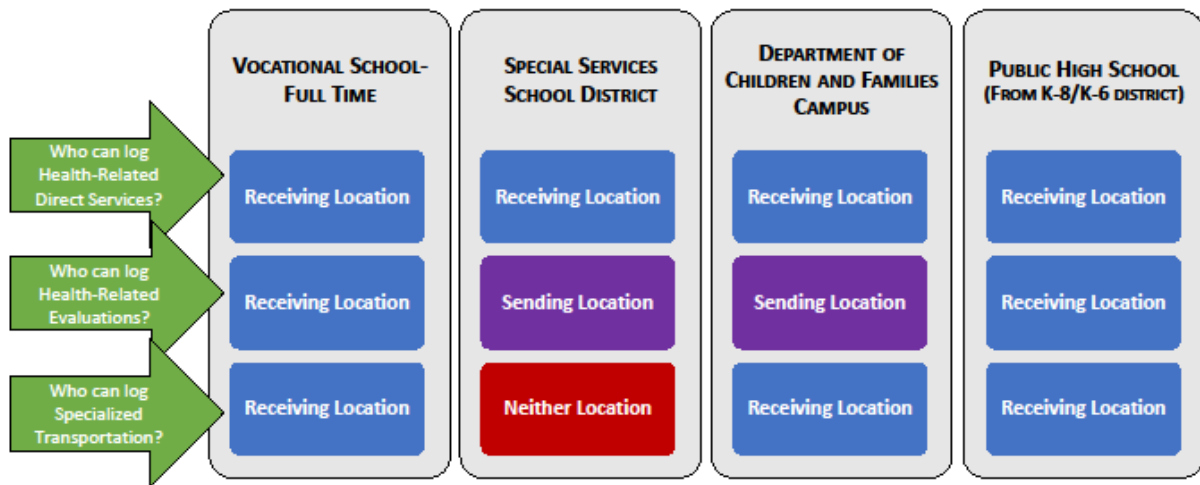 VOCATIONAL SCHOOL-
FULL TIME
SPECIAL SERVICES
SCHOOL DISTRICT
DEPARTMENT OF
CHILDREN AND FAMILIES
CAMPUS
PUBLIC HIGH SCHOOL
(FROM K-8/K-6 DISTRICT)
Who can log
Health-Related
Direct Services?
Receiving Location
Receiving Location
Receiving Location
Receiving Location
Who can log
Health-Related
Evaluations?
Receiving Location
Sending Location
Sending Location
Receiving Location
Who can log
Specialized
Transportation?
Receiving Location
Neither Location
Receiving Location
Receiving Location